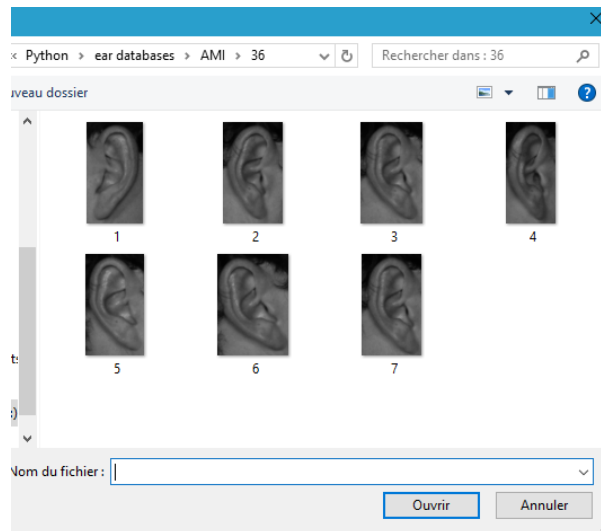 Python > ear databases > AMI > 36
Rechercher dans : 36
uveau dossier
1 2 3 4
5 6 7
ts
:)
Nom du fichier :
Ouvrir Annuler